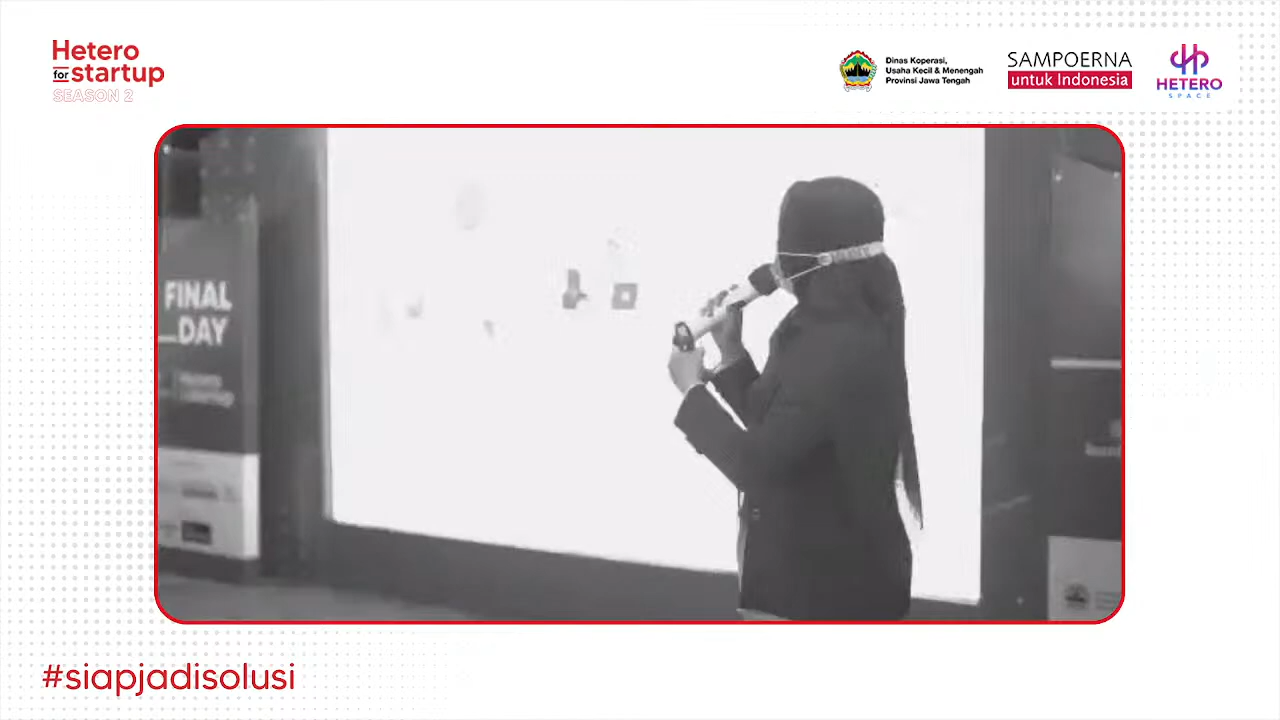 Hetero
for startup
SEASON 2
Dinas Koperasi,
Usaha Kecil & Menengah
Provinsi Jawa Tengah
SAMPOERNA
untuk Indonesia
HETERO
SPACE
FINAL
DAY
#siapjadisolusi